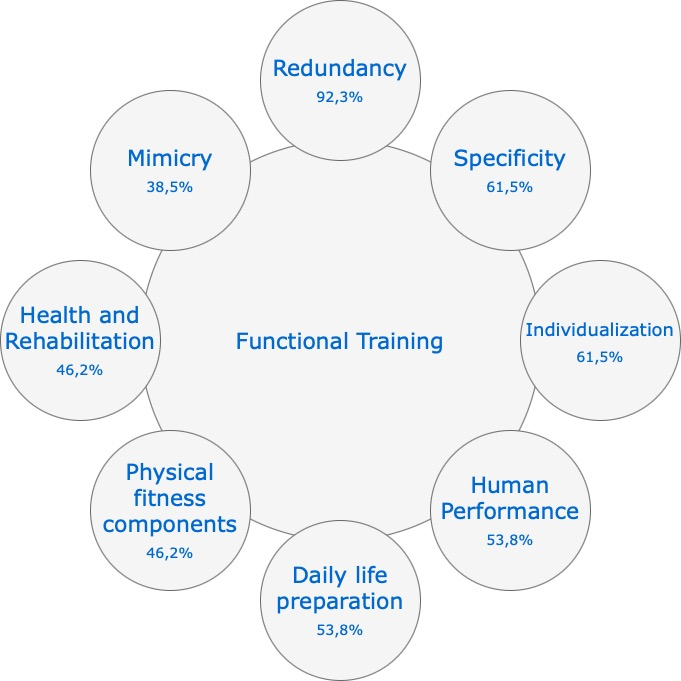 Redundancy
92,3%
Mimicry
38,5%
Specificity
61,5%
Health and
Rehabilitation
46,2%
Functional Training
Individualization
61,5%
Physical
fitness
components
46,2%
Human
Performance
53,8%
Daily life
preparation
53,8%